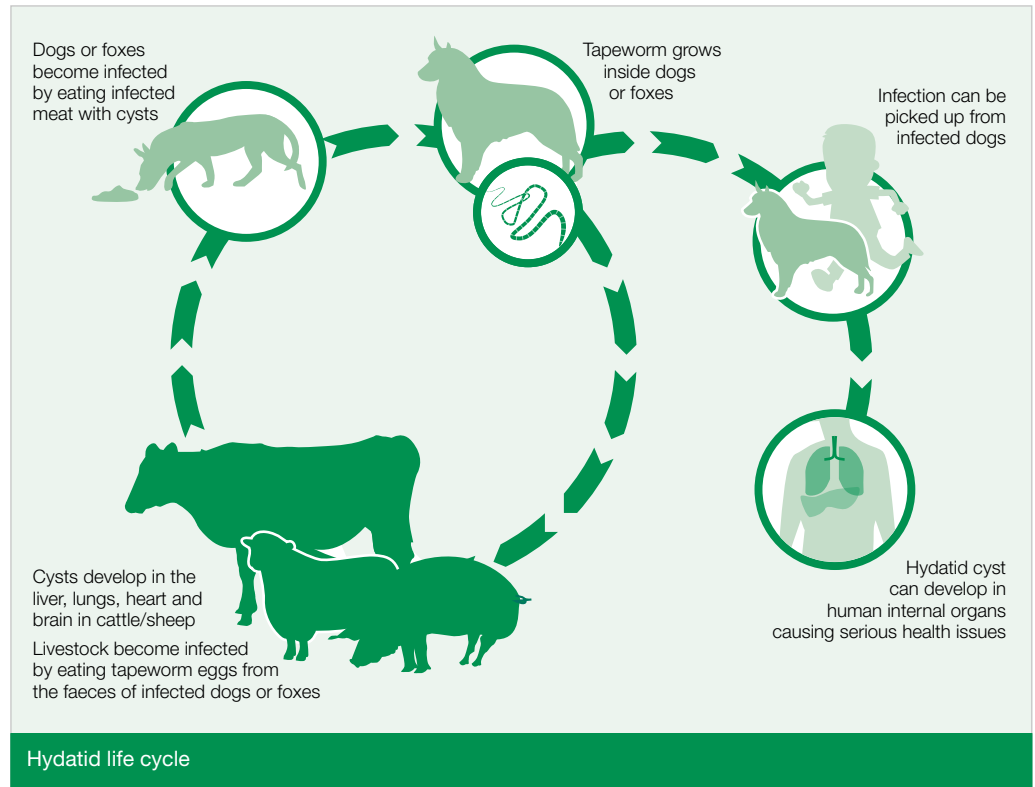 Dogs or foxes
become infected
by eating infected
meat with cysts
Tapeworm grows
inside dogs
or foxes
Infection can be
picked up from
infected dogs
Cysts develop in the
liver, lungs, heart and
brain in cattle/sheep
Livestock become infected
by eating tapeworm eggs from
the faeces of infected dogs or foxes
Hydatid cyst
can develop in
human internal organs
causing serious health issues
Hydatid life cycle